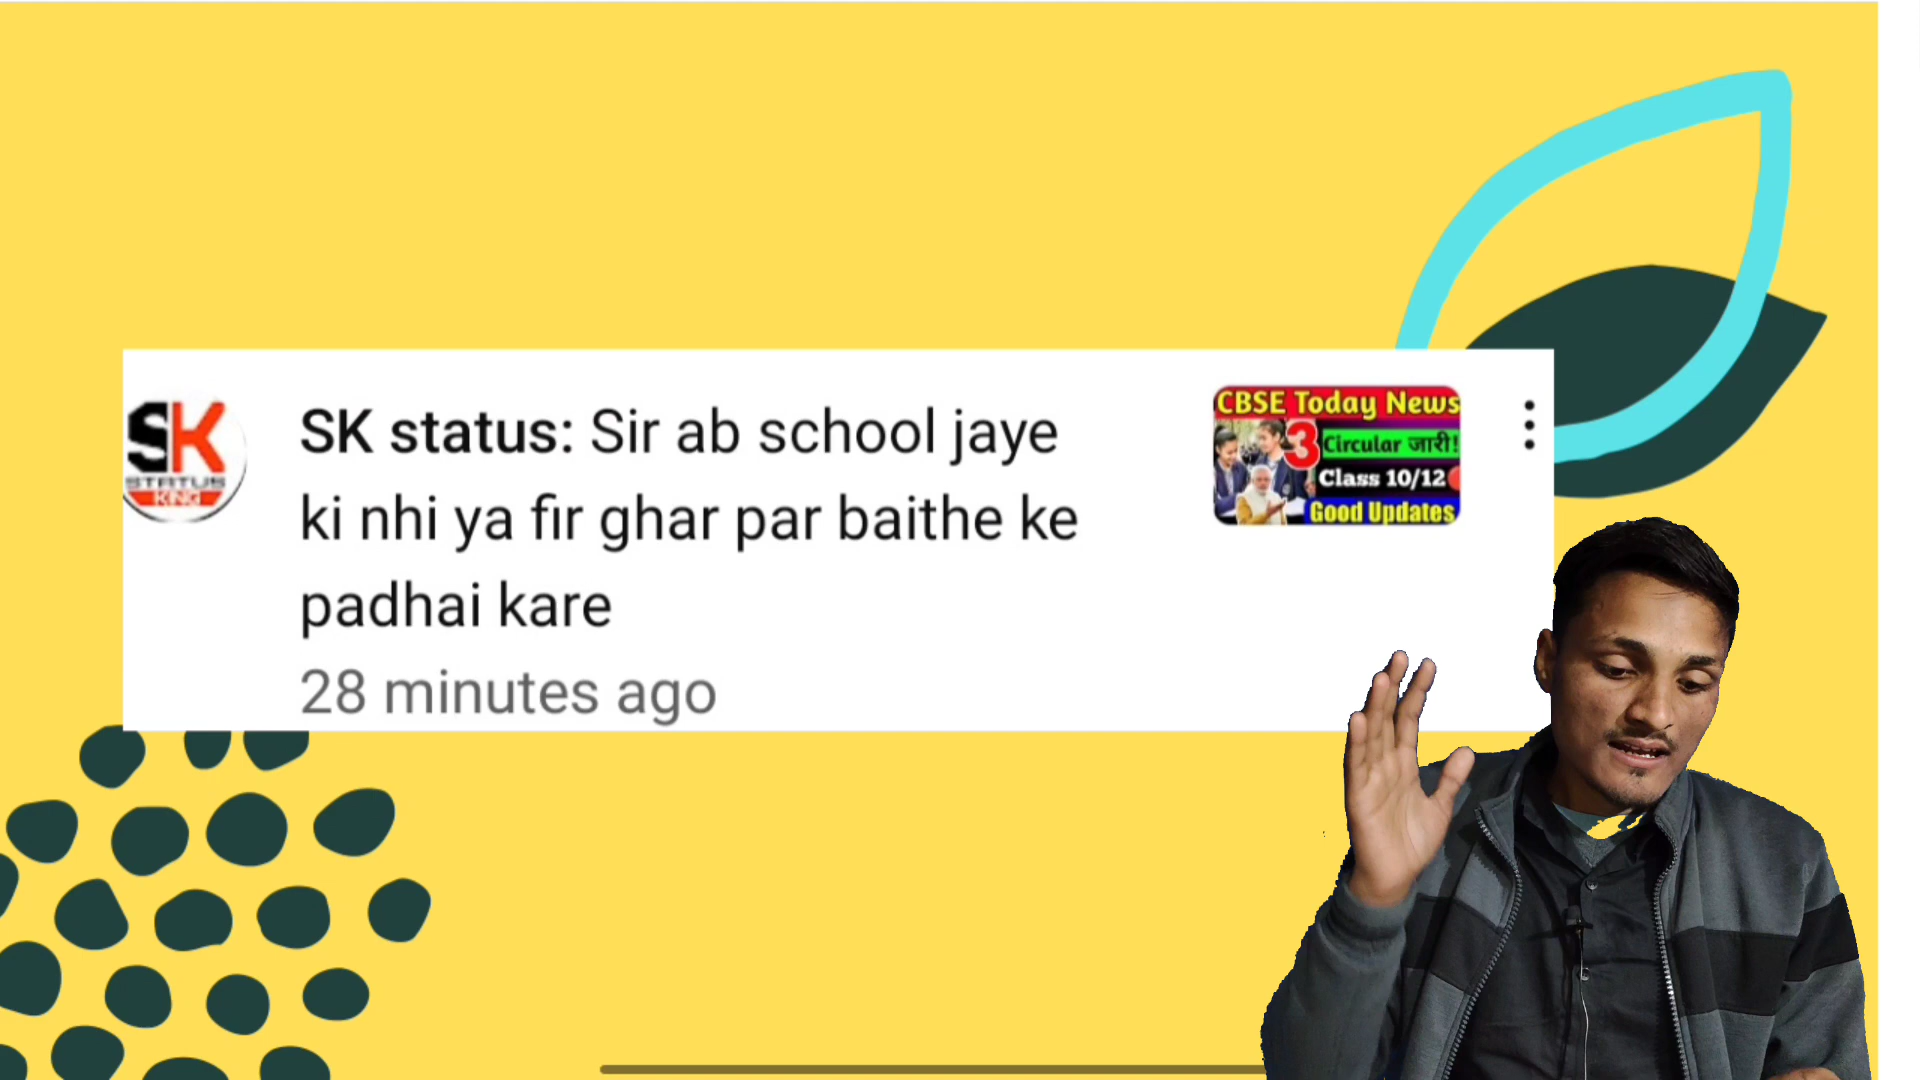 SK
STATUS
KING
SK status: Sir ab school jaye
ki nhi ya fir ghar par baithe ke
padhai kare
28 minutes ago
CBSE Today News
3 Circular जारी!
Class 10/12
Good Updates